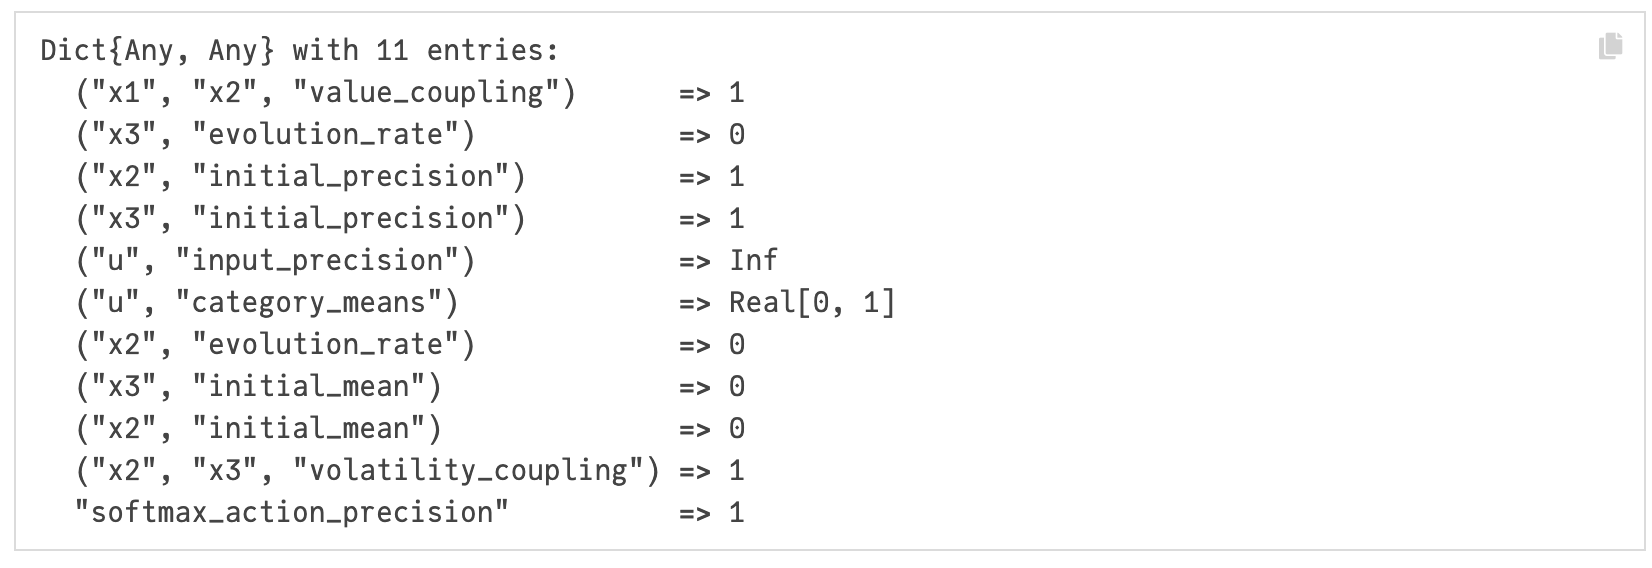 Dict{Any, Any} with 11 entries:
  ("x1", "x2", "value_coupling")      => 1
  ("x3", "evolution_rate")            => 0
  ("x2", "initial_precision")         => 1
  ("x3", "initial_precision")         => 1
  ("u", "input_precision")            => Inf
  ("u", "category_means")             => Real[0, 1]
  ("x2", "evolution_rate")            => 0
  ("x3", "initial_mean")              => 0
  ("x2", "initial_mean")              => 0
  ("x2", "x3", "volatility_coupling") => 1
  "softmax_action_precision"          => 1